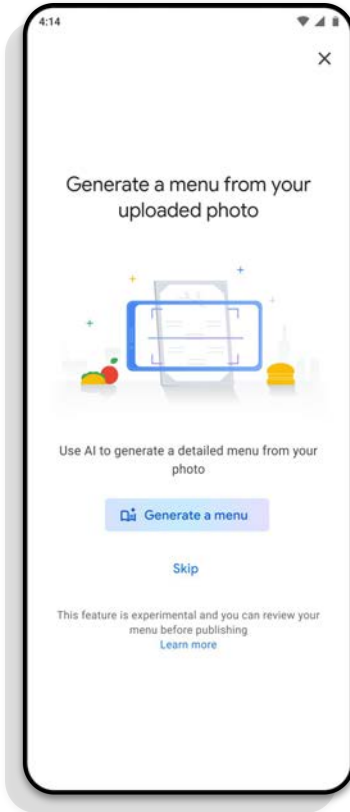 4:14
Generate a menu from your
uploaded photo
Use AI to generate a detailed menu from your
photo
Generate a menu
Skip
This feature is experimental and you can review your
menu before publishing
Learn more